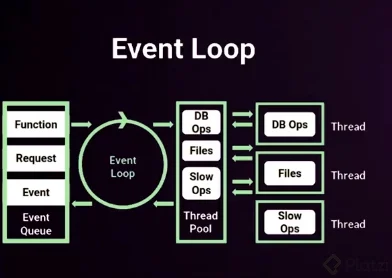 Event Loop
Function
Request
Event
Event
Queue
Event
Loop
DB
Ops
Files
Slow
Ops
Thread
Pool
DB Ops
Thread
Files
Thread
Slow
Ops
Thread